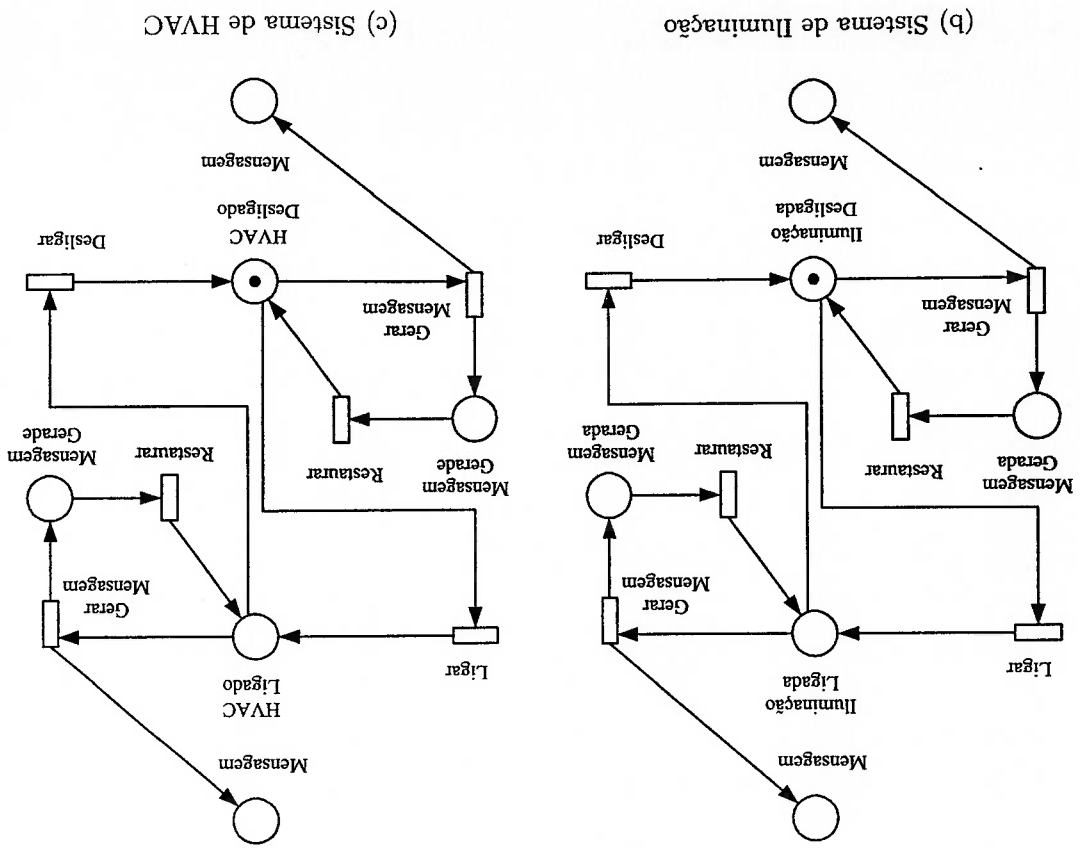 Mensagem
Iluminação
Ligada
Ligar
Gerar
Mensagem
Mensagem
Gerada
Restaurar
Restaurar
Mensagem
Gerada
Gerar
Mensagem
Desligar
Iluminação
Desligada
Mensagem
(b) Sistema de Iluminação
Mensagem
HVAC
Ligado
Ligar
Gerar
Mensagem
Mensagem
Gerade
Restaurar
Restaurar
Mensagem
Gerade
Gerar
Mensagem
Desligar
HVAC
Desligado
Mensagem
(c) Sistema de HVAC